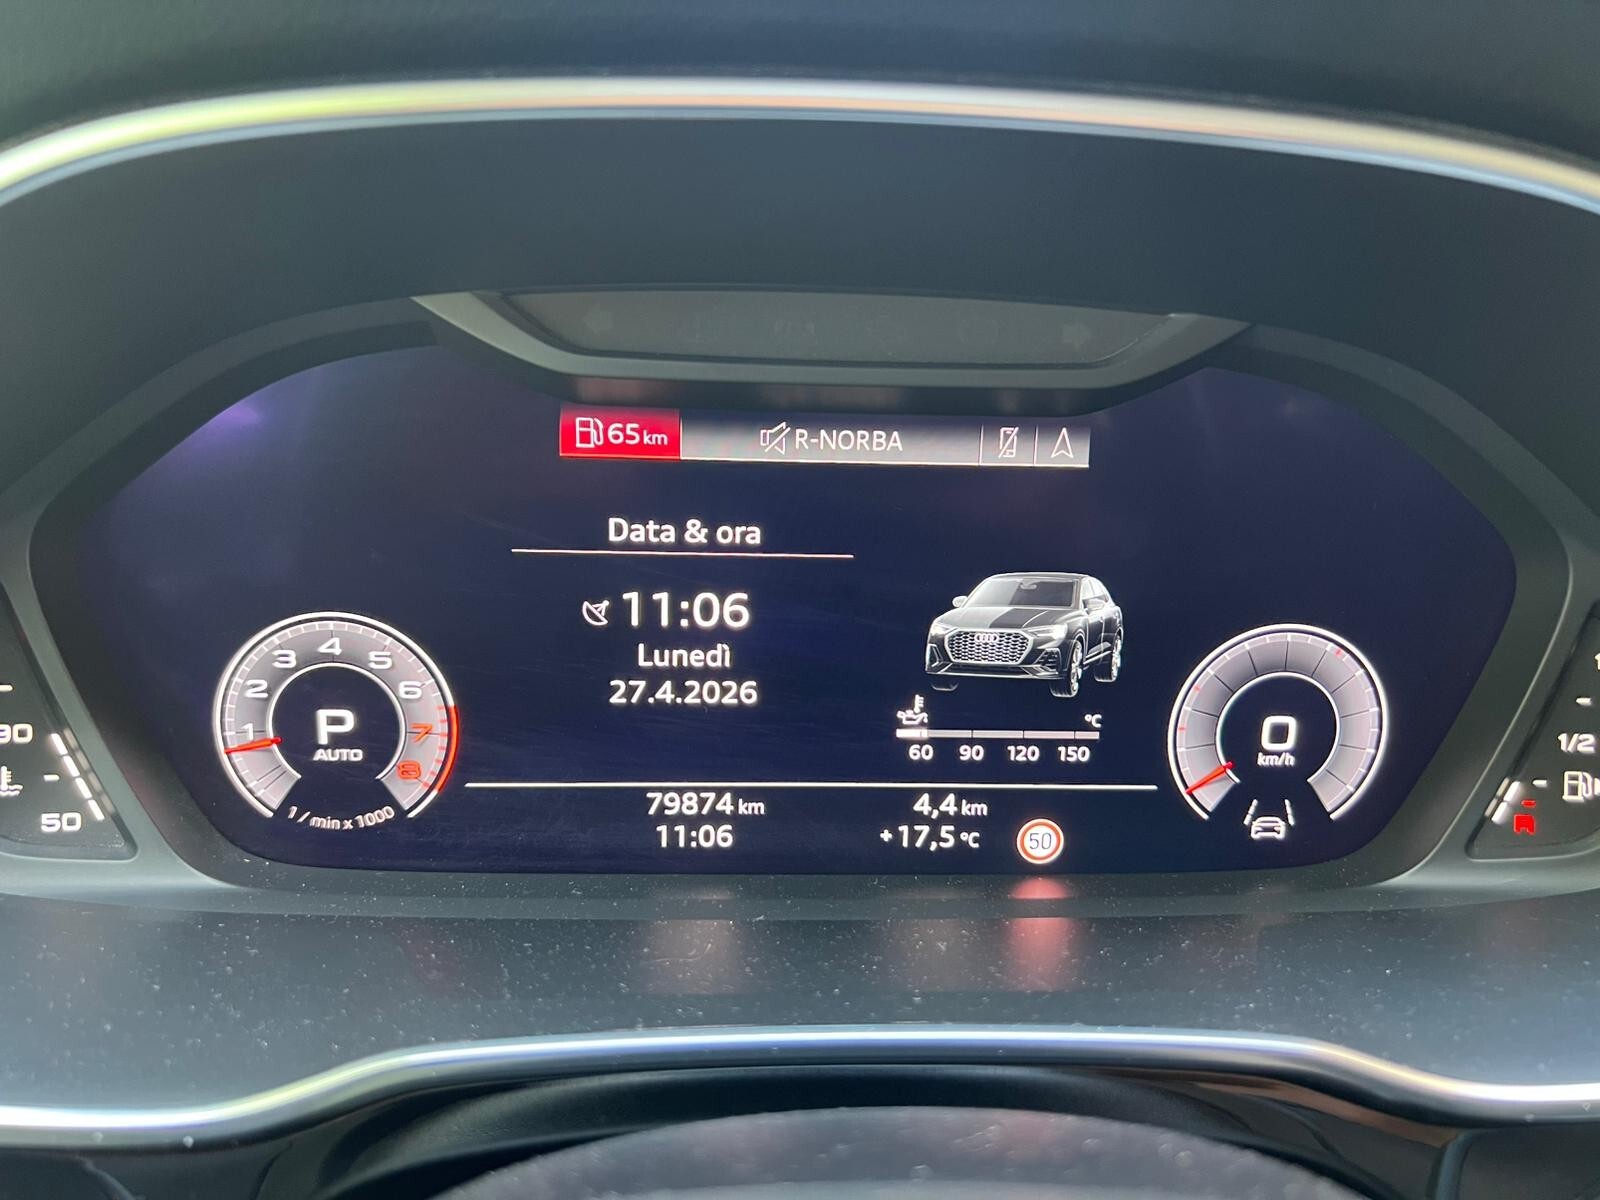 65 km R-NORBA
Data & ora
11:06
Lunedì
27.4.2026
1 2 3 4 5 6 7 8
P
AUTO
1 / min x 1000
°C
60 90 120 150
0
km/h
79874 km 4,4 km
11:06 +17,5 °C 50
90
50
1/2